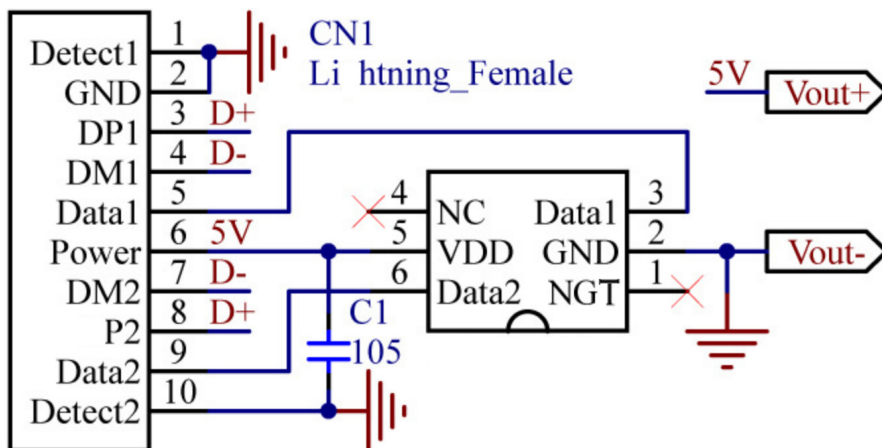 CN1
Li htning_Female
Detect1 1
GND 2
DP1 3 D+
DM1 4 D-
Data1 5
Power 6 5V
DM2 7 D-
P2 8 D+
Data2 9
Detect2 10
4 NC Data1 3
5 VDD GND 2
6 Data2 NGT 1
C1
105
5V Vout+
Vout-